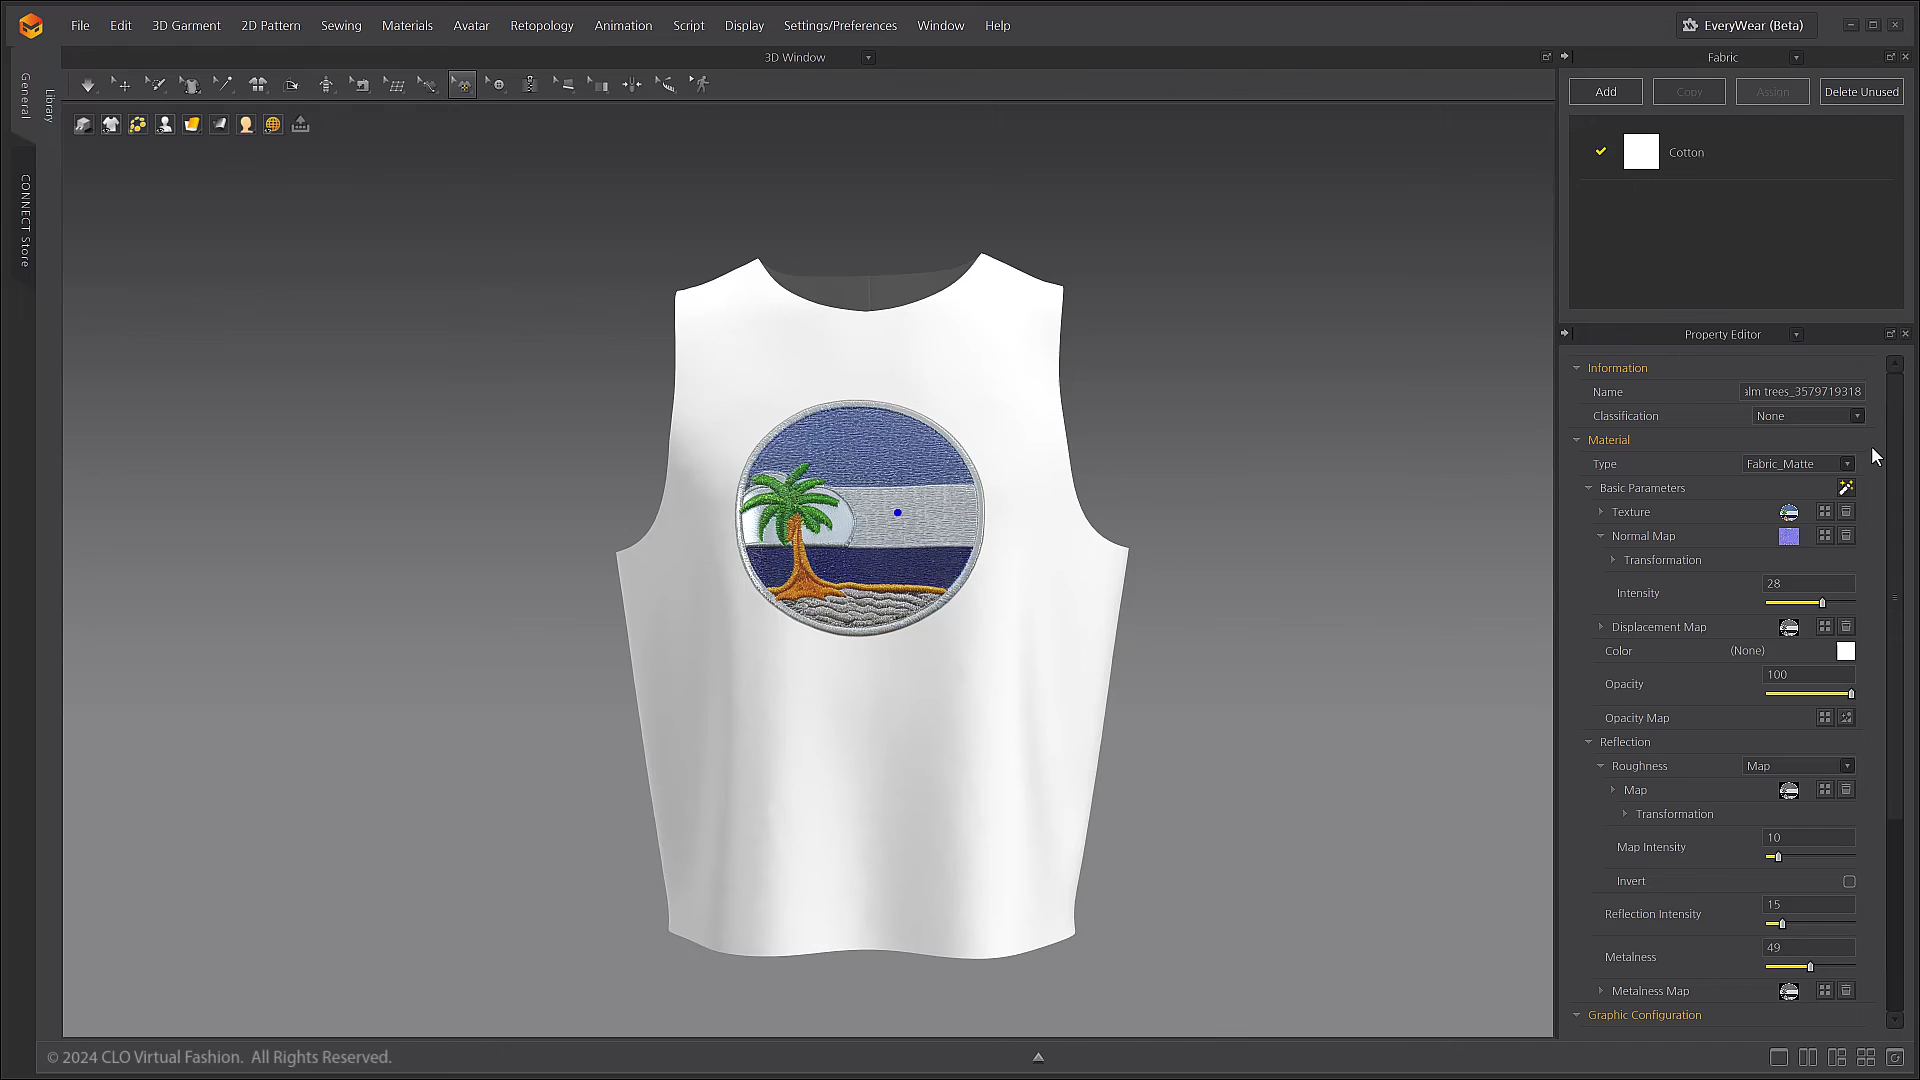 File Edit 3D Garment 2D Pattern Sewing Materials Avatar Retopology Animation Script Display Settings/Preferences Window Help
EveryWear (Beta)
General
Library
CONNECT Store
3D Window
Fabric
Add Copy Assign Delete Unused
Cotton
Property Editor
Information
Name alm trees_3579719318
Classification None
Material
Type Fabric_Matte
Basic Parameters
Texture
Normal Map
Transformation
28
Intensity
Displacement Map
Color (None)
100
Opacity
Opacity Map
Reflection
Roughness Map
Map
Transformation
10
Map Intensity
Invert
15
Reflection Intensity
49
Metalness
Metalness Map
Graphic Configuration
© 2024 CLO Virtual Fashion. All Rights Reserved.